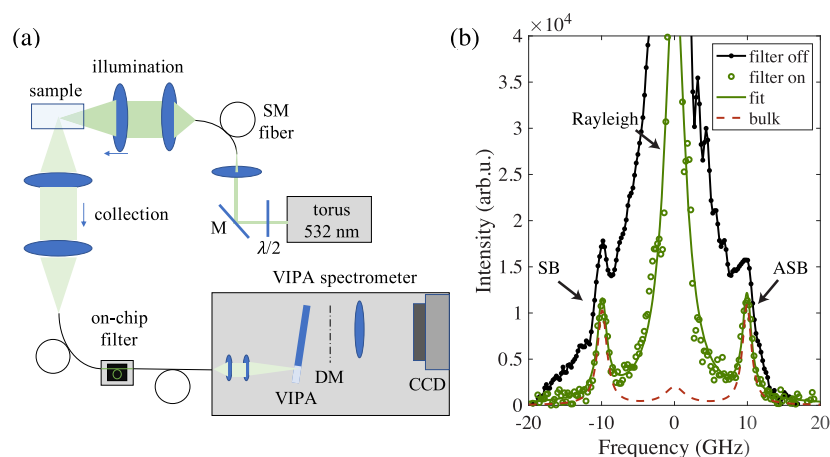 (a)
illumination
sample
SM
fiber
collection
M
λ/2
torus
532 nm
VIPA spectrometer
on-chip
filter
DM
VIPA
CCD
(b)
×10⁴
4
3.5
3
2.5
2
1.5
1
0.5
0
-20
-10
0
10
20
Intensity (arb.u.)
Frequency (GHz)
filter off
filter on
fit
bulk
Rayleigh
SB
ASB